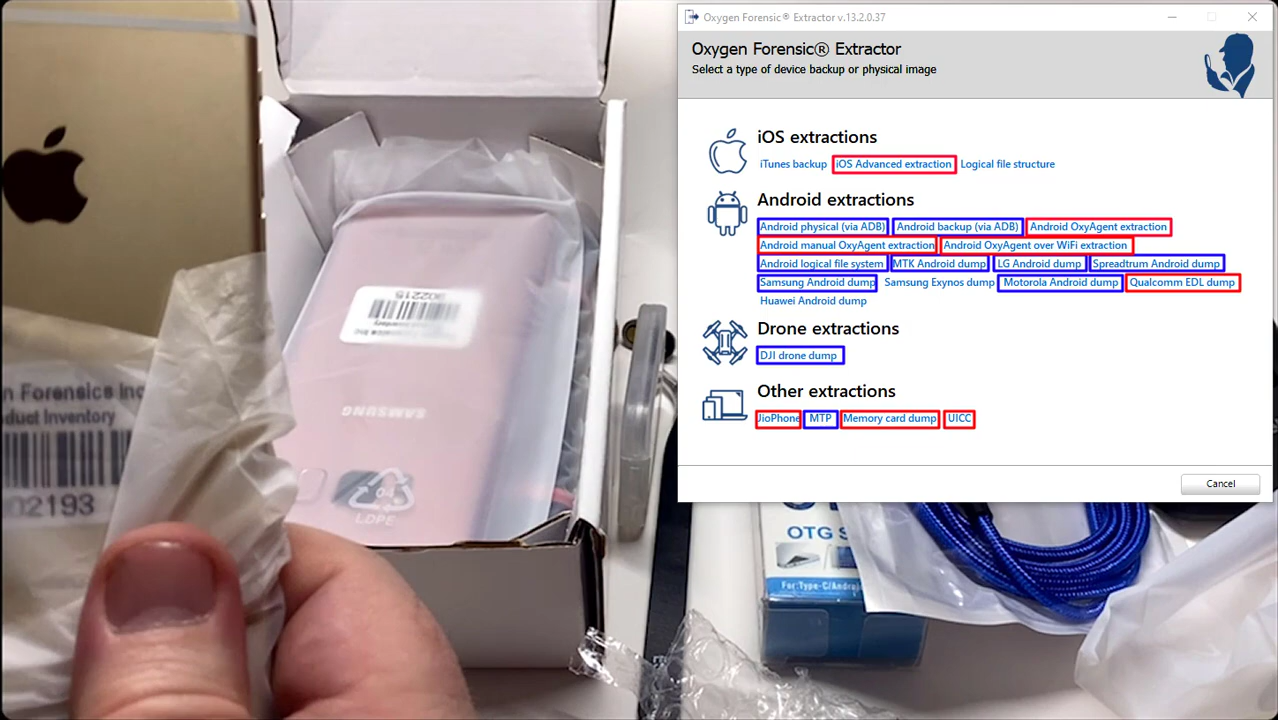 Oxygen Forensic® Extractor v.13.2.0.37
Oxygen Forensic® Extractor
Select a type of device backup or physical image
iOS extractions
iTunes backup iOS Advanced extraction Logical file structure
Android extractions
Android physical (via ADB) Android backup (via ADB) Android OxyAgent extraction
Android manual OxyAgent extraction Android OxyAgent over WiFi extraction
Android logical file system MTK Android dump LG Android dump Spreadtrum Android dump
Samsung Android dump Samsung Exynos dump Motorola Android dump Qualcomm EDL dump
Huawei Android dump
Drone extractions
DJI drone dump
Other extractions
JioPhone MTP Memory card dump UICC
Cancel
002215
SAMSUNG
04
LDPE
Forensics Inc
Inventory
02193
OTG
For:Type-C/